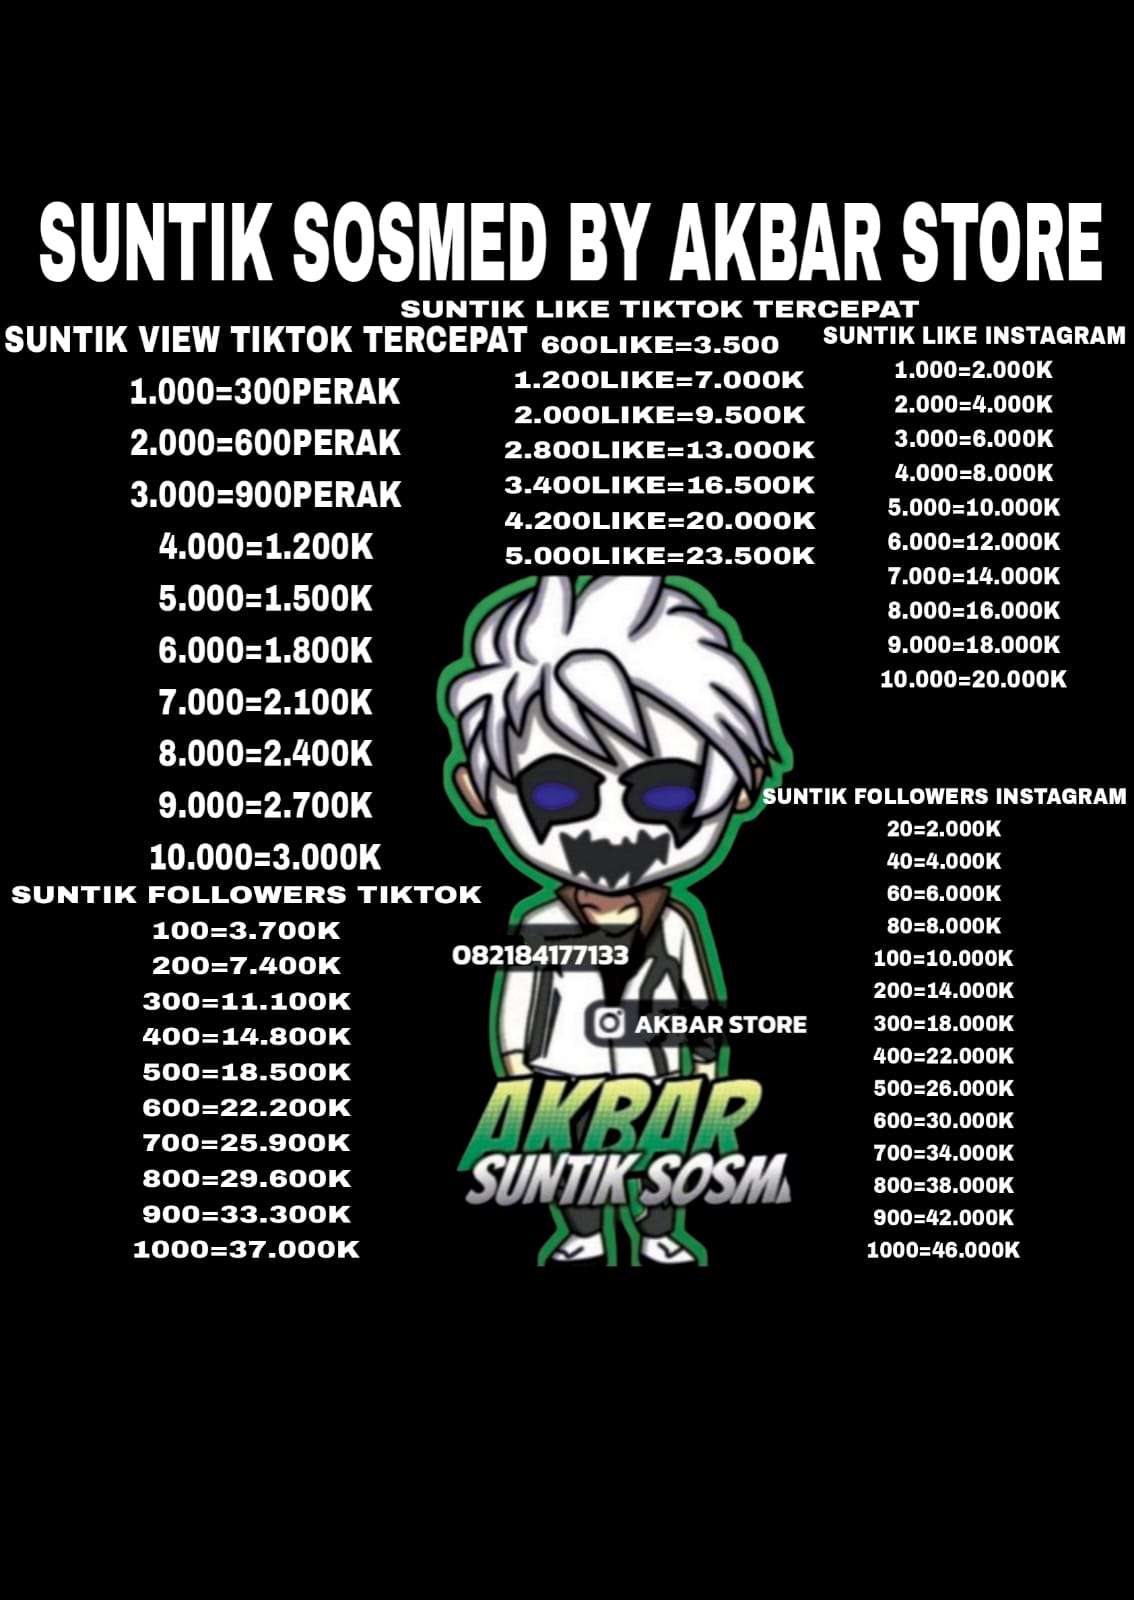 SUNTIK SOSMED BY AKBAR STORE
SUNTIK VIEW TIKTOK TERCEPAT
1.000=300PERAK
2.000=600PERAK
3.000=900PERAK
4.000=1.200K
5.000=1.500K
6.000=1.800K
7.000=2.100K
8.000=2.400K
9.000=2.700K
10.000=3.000K
SUNTIK FOLLOWERS TIKTOK
100=3.700K
200=7.400K
300=11.100K
400=14.800K
500=18.500K
600=22.200K
700=25.900K
800=29.600K
900=33.300K
1000=37.000K
SUNTIK LIKE TIKTOK TERCEPAT
600LIKE=3.500
1.200LIKE=7.000K
2.000LIKE=9.500K
2.800LIKE=13.000K
3.400LIKE=16.500K
4.200LIKE=20.000K
5.000LIKE=23.500K
082184177133
AKBAR STORE
AKBAR
SUNTIK SOSM
SUNTIK LIKE INSTAGRAM
1.000=2.000K
2.000=4.000K
3.000=6.000K
4.000=8.000K
5.000=10.000K
6.000=12.000K
7.000=14.000K
8.000=16.000K
9.000=18.000K
10.000=20.000K
SUNTIK FOLLOWERS INSTAGRAM
20=2.000K
40=4.000K
60=6.000K
80=8.000K
100=10.000K
200=14.000K
300=18.000K
400=22.000K
500=26.000K
600=30.000K
700=34.000K
800=38.000K
900=42.000K
1000=46.000K